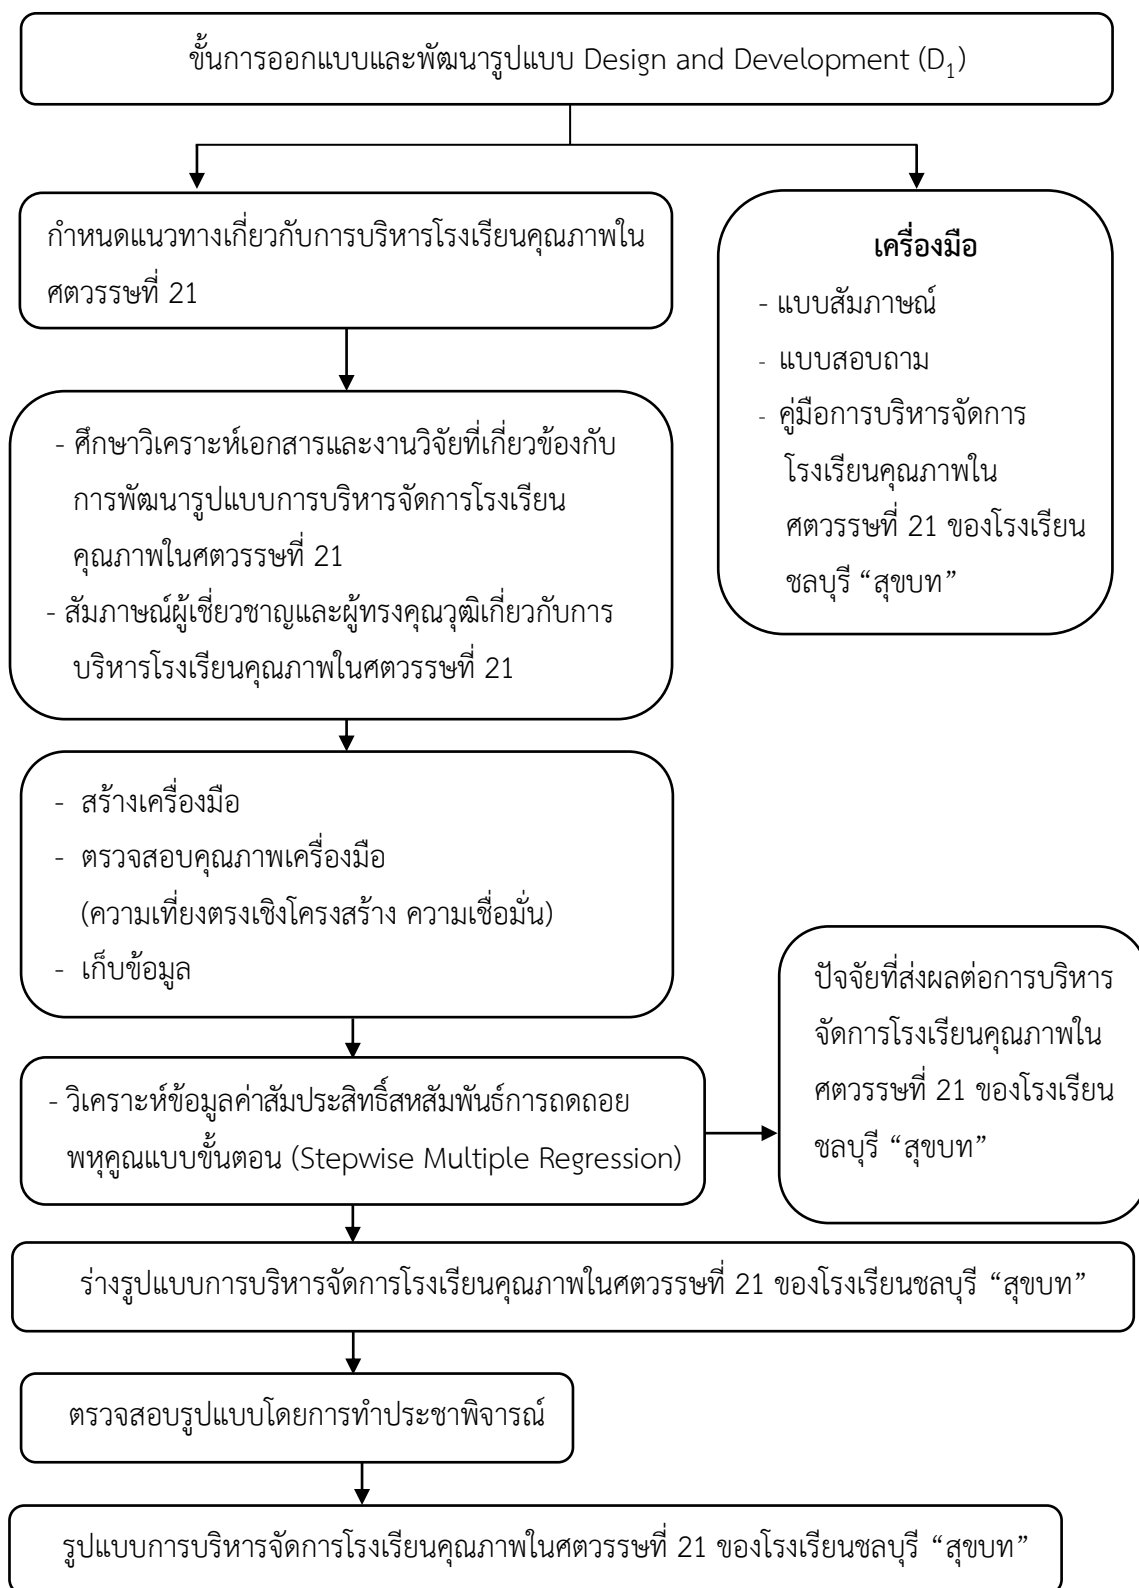 ขั้นการออกแบบและพัฒนารูปแบบ Design and Development (D₁)
กำหนดแนวทางเกี่ยวกับการบริหารโรงเรียนคุณภาพใน
ศตวรรษที่ 21
เครื่องมือ
- แบบสัมภาษณ์
- แบบสอบถาม
- คู่มือการบริหารจัดการ
โรงเรียนคุณภาพใน
ศตวรรษที่ 21 ของโรงเรียน
ชลบุรี “สุขบท”
- ศึกษาวิเคราะห์เอกสารและงานวิจัยที่เกี่ยวข้องกับ
การพัฒนารูปแบบการบริหารจัดการโรงเรียน
คุณภาพในศตวรรษที่ 21
- สัมภาษณ์ผู้เชี่ยวชาญและผู้ทรงคุณวุฒิเกี่ยวกับการ
บริหารโรงเรียนคุณภาพในศตวรรษที่ 21
- สร้างเครื่องมือ
- ตรวจสอบคุณภาพเครื่องมือ
(ความเที่ยงตรงเชิงโครงสร้าง ความเชื่อมั่น)
- เก็บข้อมูล
- วิเคราะห์ข้อมูลค่าสัมประสิทธิ์สหสัมพันธ์การถดถอย
พหุคูณแบบขั้นตอน (Stepwise Multiple Regression)
ปัจจัยที่ส่งผลต่อการบริหาร
จัดการโรงเรียนคุณภาพใน
ศตวรรษที่ 21 ของโรงเรียน
ชลบุรี “สุขบท”
ร่างรูปแบบการบริหารจัดการโรงเรียนคุณภาพในศตวรรษที่ 21 ของโรงเรียนชลบุรี “สุขบท”
ตรวจสอบรูปแบบโดยการทำประชาพิจารณ์
รูปแบบการบริหารจัดการโรงเรียนคุณภาพในศตวรรษที่ 21 ของโรงเรียนชลบุรี “สุขบท”